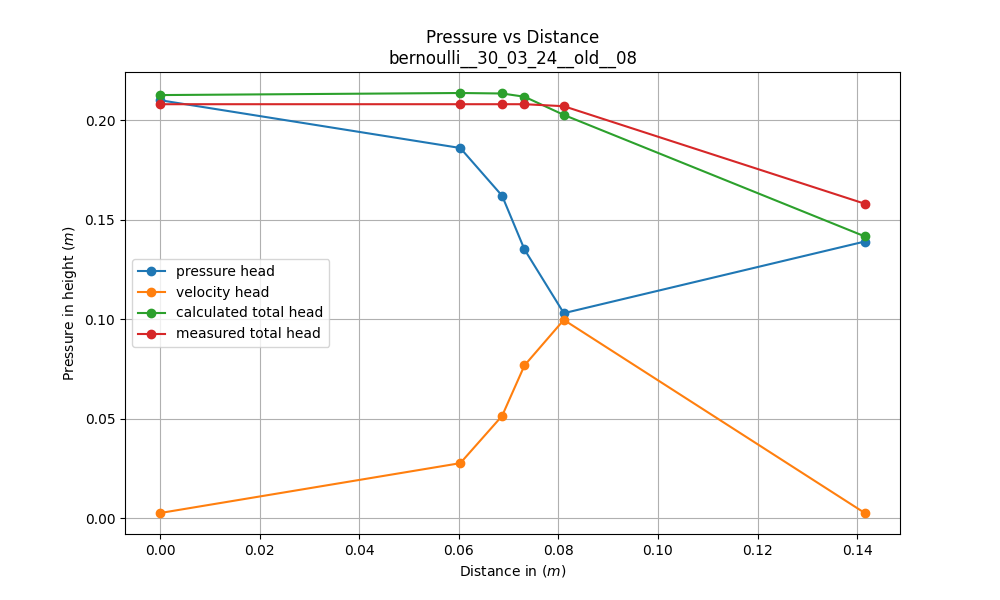 Pressure vs Distance
bernoulli__30_03_24__old__08
Pressure in height (m)
0.20
0.15
0.10
0.05
0.00
pressure head
velocity head
calculated total head
measured total head
0.00 0.02 0.04 0.06 0.08 0.10 0.12 0.14
Distance in (m)